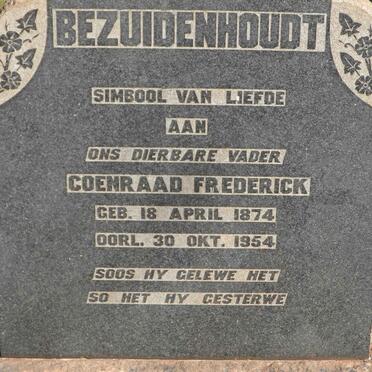 BEZUIDENHOUDT
SIMBOOL VAN LIEFDE
AAN
ONS DIERBARE VADER
COENRAAD FREDERICK
GEB. 18 APRIL 1874
OORL. 30 OKT. 1954
SOOS HY GELEWE HET
SO HET HY GESTERWE